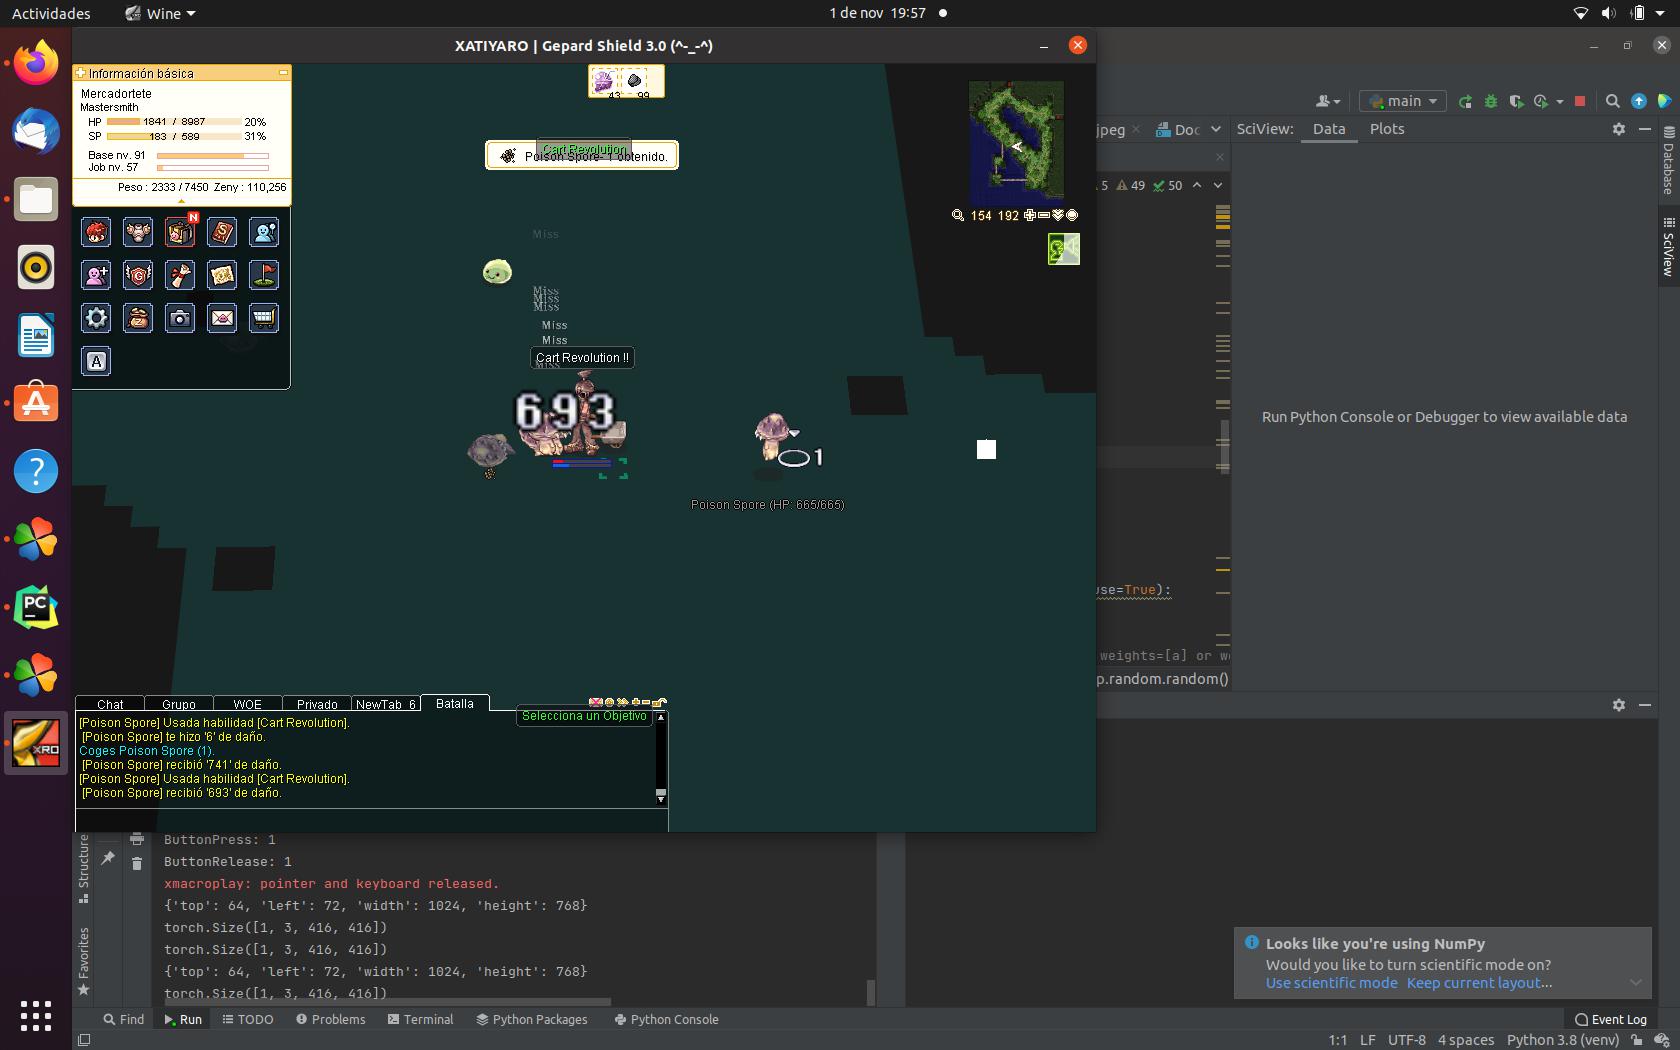 Actividades
Wine
1 de nov 19:57
XATIYARO | Gepard Shield 3.0 (^-_-^)
Información básica
Mercadortete
Mastersmith
HP 1841 / 8987 20%
SP 183 / 589 31%
Base nv. 91
Job nv. 57
Peso : 2333 / 7450 Zeny : 110,256
N
S
G
A
43 99
Cart Revolution
Poison Spore- 1 obtenido.
154 192
Miss
Miss
Miss
Miss
Miss
Miss
Cart Revolution !!
Miss
693
1
Poison Spore (HP: 665/665)
Chat
Grupo
WOE
Privado
NewTab_6
Batalla
Selecciona un Objetivo
[Poison Spore] Usada habilidad [Cart Revolution].
[Poison Spore] te hizo '6' de daño.
Coges Poison Spore (1).
[Poison Spore] recibió '741' de daño.
[Poison Spore] Usada habilidad [Cart Revolution].
[Poison Spore] recibió '693' de daño.
main
jpeg
Doc
SciView:
Data
Plots
5 49 50
Database
SciView
Run Python Console or Debugger to view available data
use=True):
weights=[a] or w
p.random.random()
PC
XRO
Structure
Favorites
ButtonPress: 1
ButtonRelease: 1
xmacroplay: pointer and keyboard released.
{'top': 64, 'left': 72, 'width': 1024, 'height': 768}
torch.Size([1, 3, 416, 416])
torch.Size([1, 3, 416, 416])
{'top': 64, 'left': 72, 'width': 1024, 'height': 768}
torch.Size([1, 3, 416, 416])
Looks like you're using NumPy
Would you like to turn scientific mode on?
Use scientific mode Keep current layout...
Find
Run
TODO
Problems
Terminal
Python Packages
Python Console
Event Log
1:1 LF UTF-8 4 spaces Python 3.8 (venv)